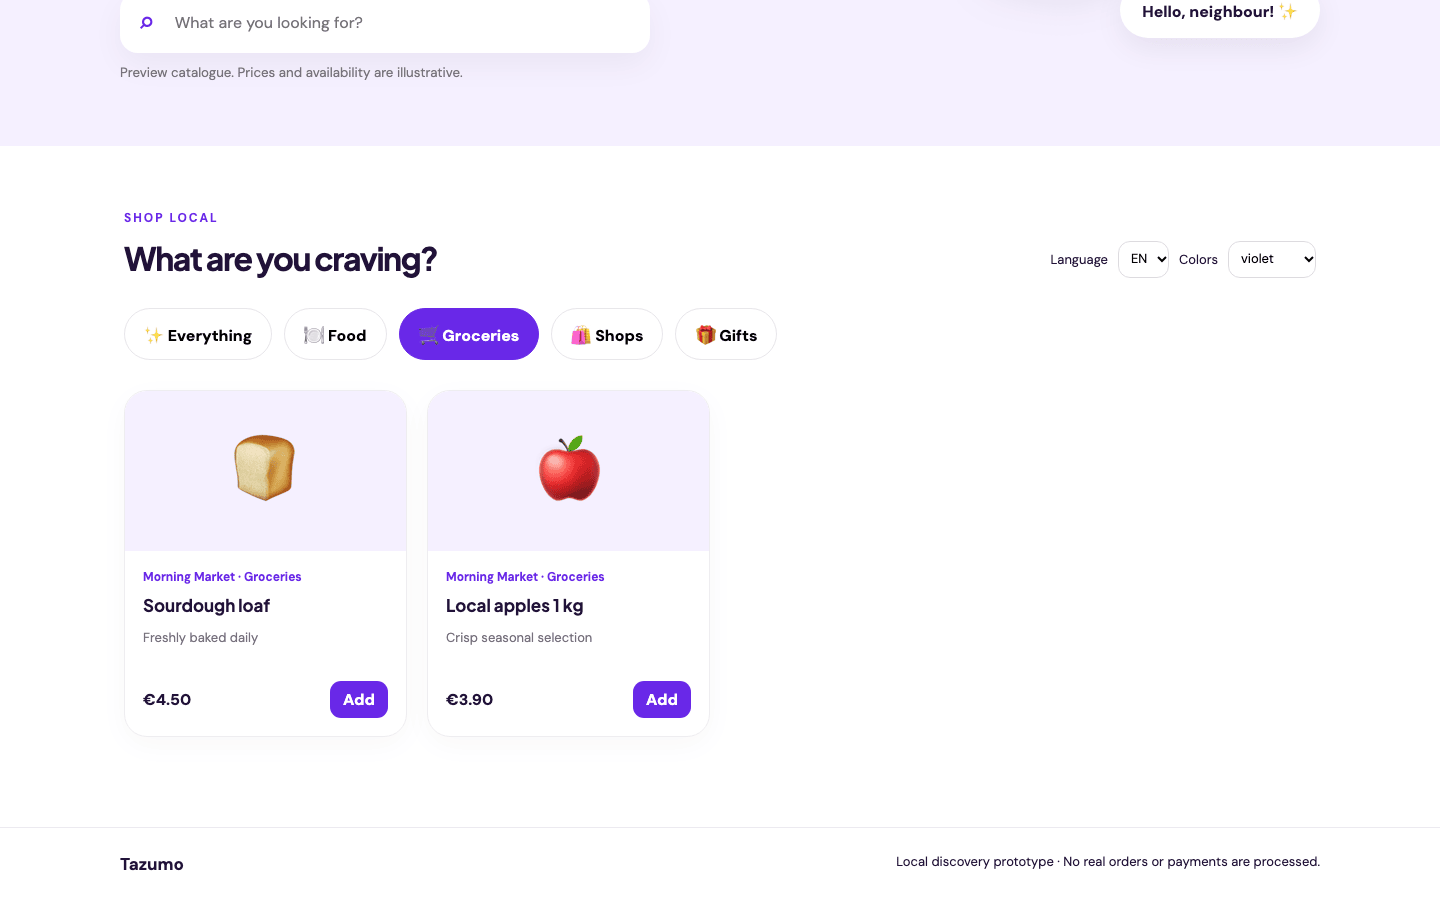 What are you looking for?
Hello, neighbour! ✨
Preview catalogue. Prices and availability are illustrative.
SHOP LOCAL
What are you craving?
Language EN Colors violet
✨ Everything 🍽️ Food 🛒 Groceries 🛍️ Shops 🎁 Gifts
Morning Market · Groceries
Sourdough loaf
Freshly baked daily
€4.50 Add
Morning Market · Groceries
Local apples 1 kg
Crisp seasonal selection
€3.90 Add
Tazumo
Local discovery prototype · No real orders or payments are processed.